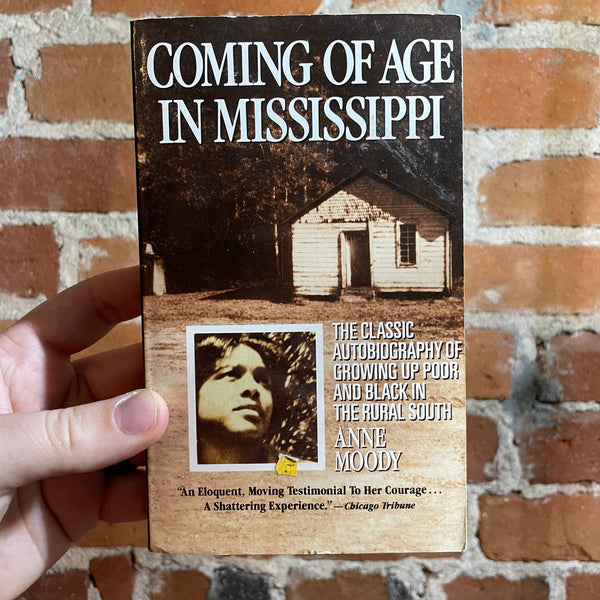 COMING OF AGE
IN MISSISSIPPI
THE CLASSIC
AUTOBIOGRAPHY OF
GROWING UP POOR
AND BLACK IN
THE RURAL SOUTH
ANNE
MOODY
"An Eloquent, Moving Testimonial To Her Courage . . .
A Shattering Experience." —Chicago Tribune